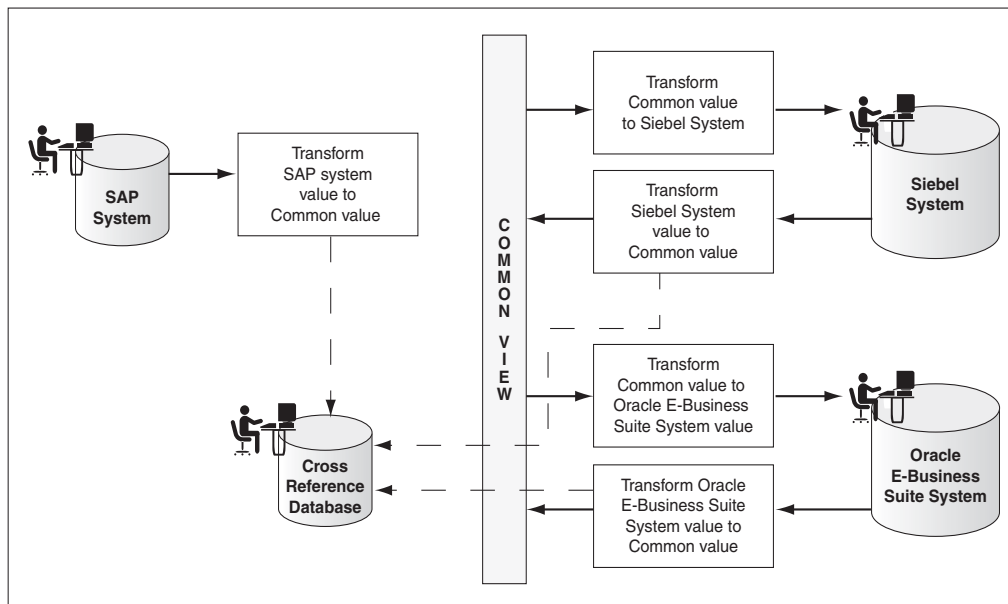 SAP
System
Transform
SAP system
value to
Common value
Cross
Reference
Database
COMMON VIEW
Transform
Common value
to Siebel System
Siebel
System
Transform
Siebel System
value to
Common value
Transform
Common value to
Oracle E-Business
Suite System value
Oracle
E-Business
Suite System
Transform Oracle
E-Business Suite
System value to
Common value